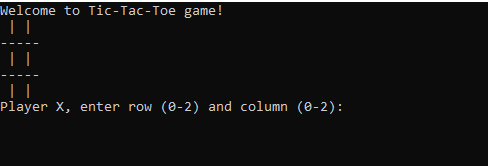 Welcome to Tic-Tac-Toe game!
 | |
-----
 | |
-----
 | |
Player X, enter row (0-2) and column (0-2):